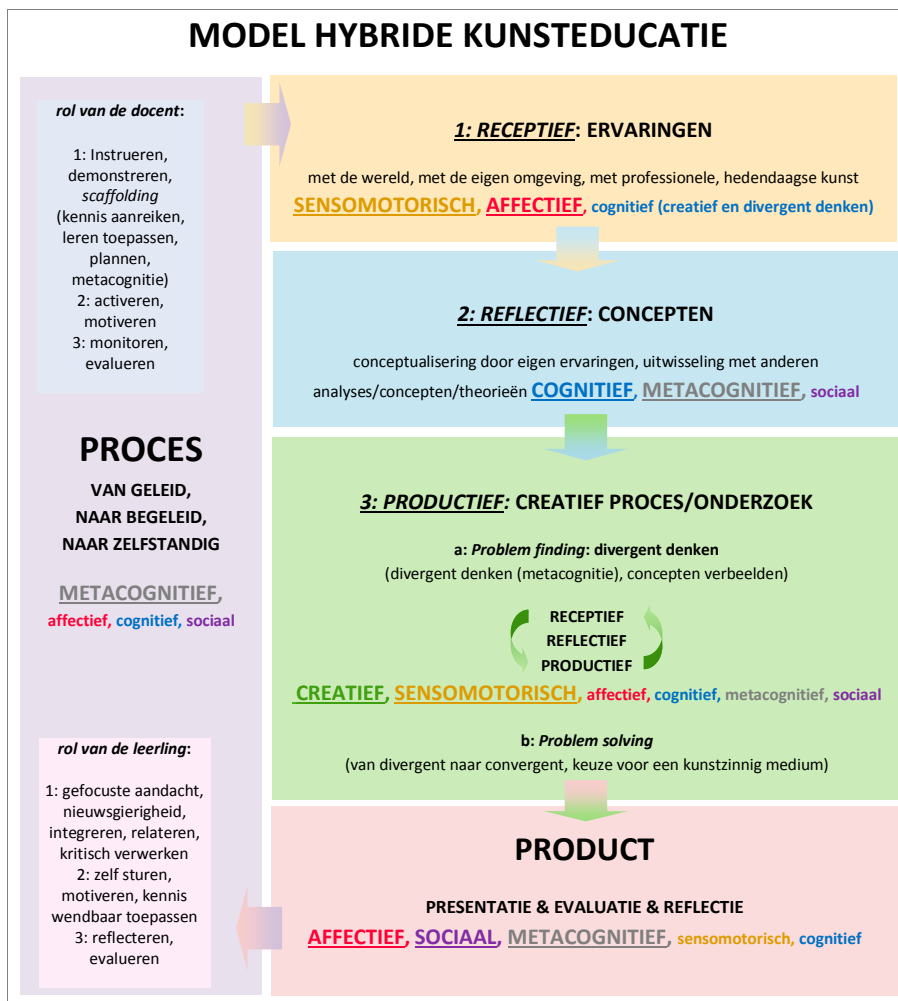 MODEL HYBRIDE KUNSTEDUCATIE
rol van de docent:
1: Instrueren,
demonstreren,
scaffolding
(kennis aanreiken,
leren toepassen,
plannen,
metacognitie)
2: activeren,
motiveren
3: monitoren,
evalueren
PROCES
VAN GELEID,
NAAR BEGELEID,
NAAR ZELFSTANDIG
METACOGNITIEF,
affectief, cognitief, sociaal
rol van de leerling:
1: gefocuste aandacht,
nieuwsgierigheid,
integreren, relateren,
kritisch verwerken
2: zelf sturen,
motiveren, kennis
wendbaar toepassen
3: reflecteren,
evalueren
1: RECEPTIEF: ERVARINGEN
met de wereld, met de eigen omgeving, met professionele, hedendaagse kunst
SENSOMOTORISCH, AFFECTIEF, cognitief (creatief en divergent denken)
2: REFLECTIEF: CONCEPTEN
conceptualisering door eigen ervaringen, uitwisseling met anderen
analyses/concepten/theorieën COGNITIEF, METACOGNITIEF, sociaal
3: PRODUCTIEF: CREATIEF PROCES/ONDERZOEK
a: Problem finding: divergent denken
(divergent denken (metacognitie), concepten verbeelden)
RECEPTIEF
REFLECTIEF
PRODUCTIEF
CREATIEF, SENSOMOTORISCH, affectief, cognitief, metacognitief, sociaal
b: Problem solving
(van divergent naar convergent, keuze voor een kunstzinnig medium)
PRODUCT
PRESENTATIE & EVALUATIE & REFLECTIE
AFFECTIEF, SOCIAAL, METACOGNITIEF, sensomotorisch, cognitief